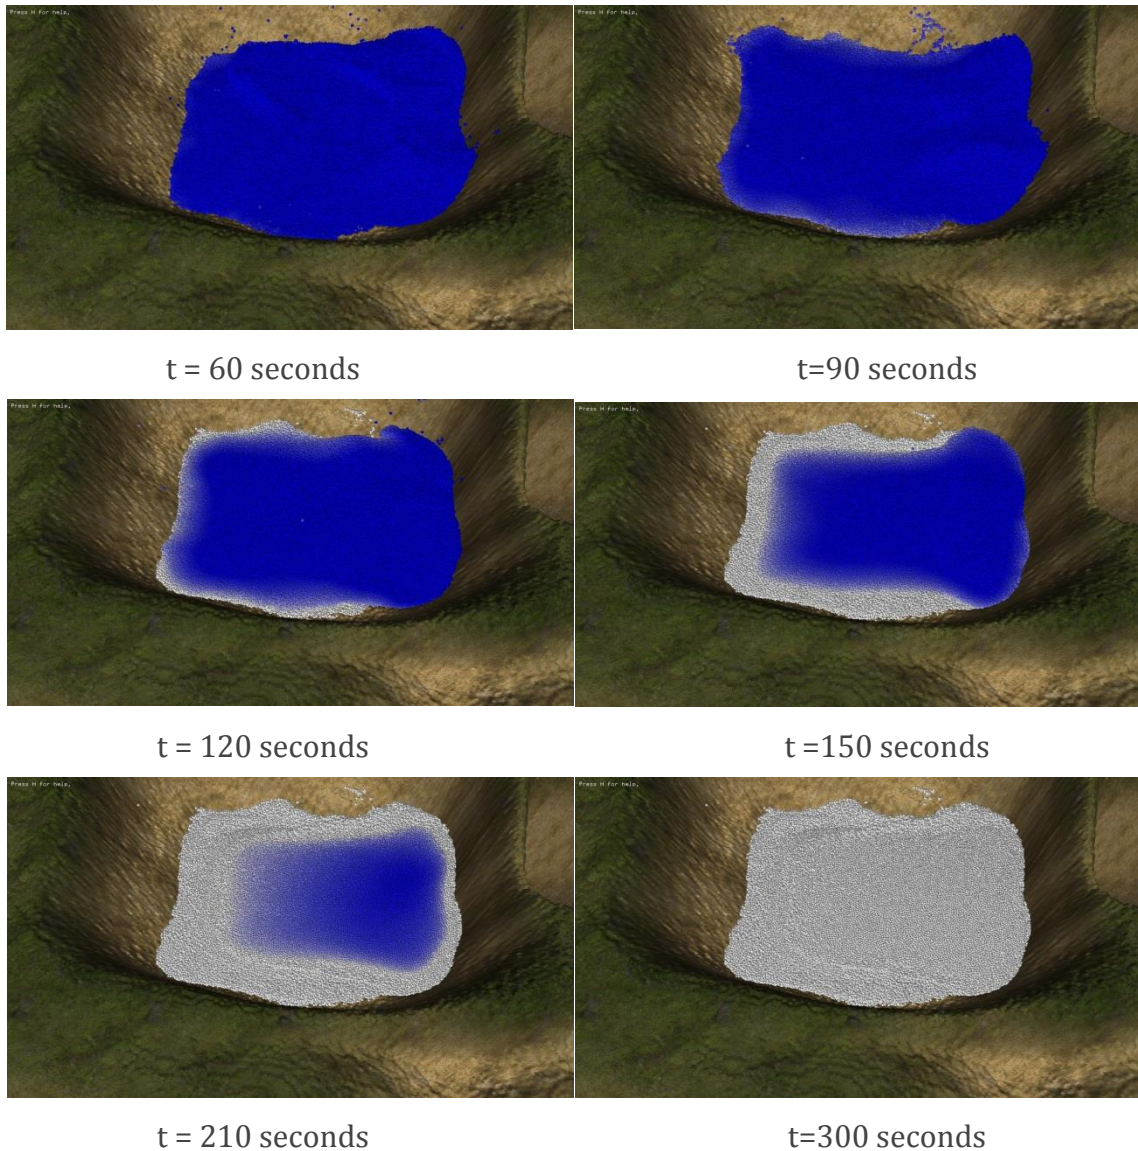 Press H for help,
Press H for help,
t = 60 seconds
t=90 seconds
Press H for help,
Press H for help,
t = 120 seconds
t =150 seconds
Press H for help,
Press H for help,
t = 210 seconds
t=300 seconds